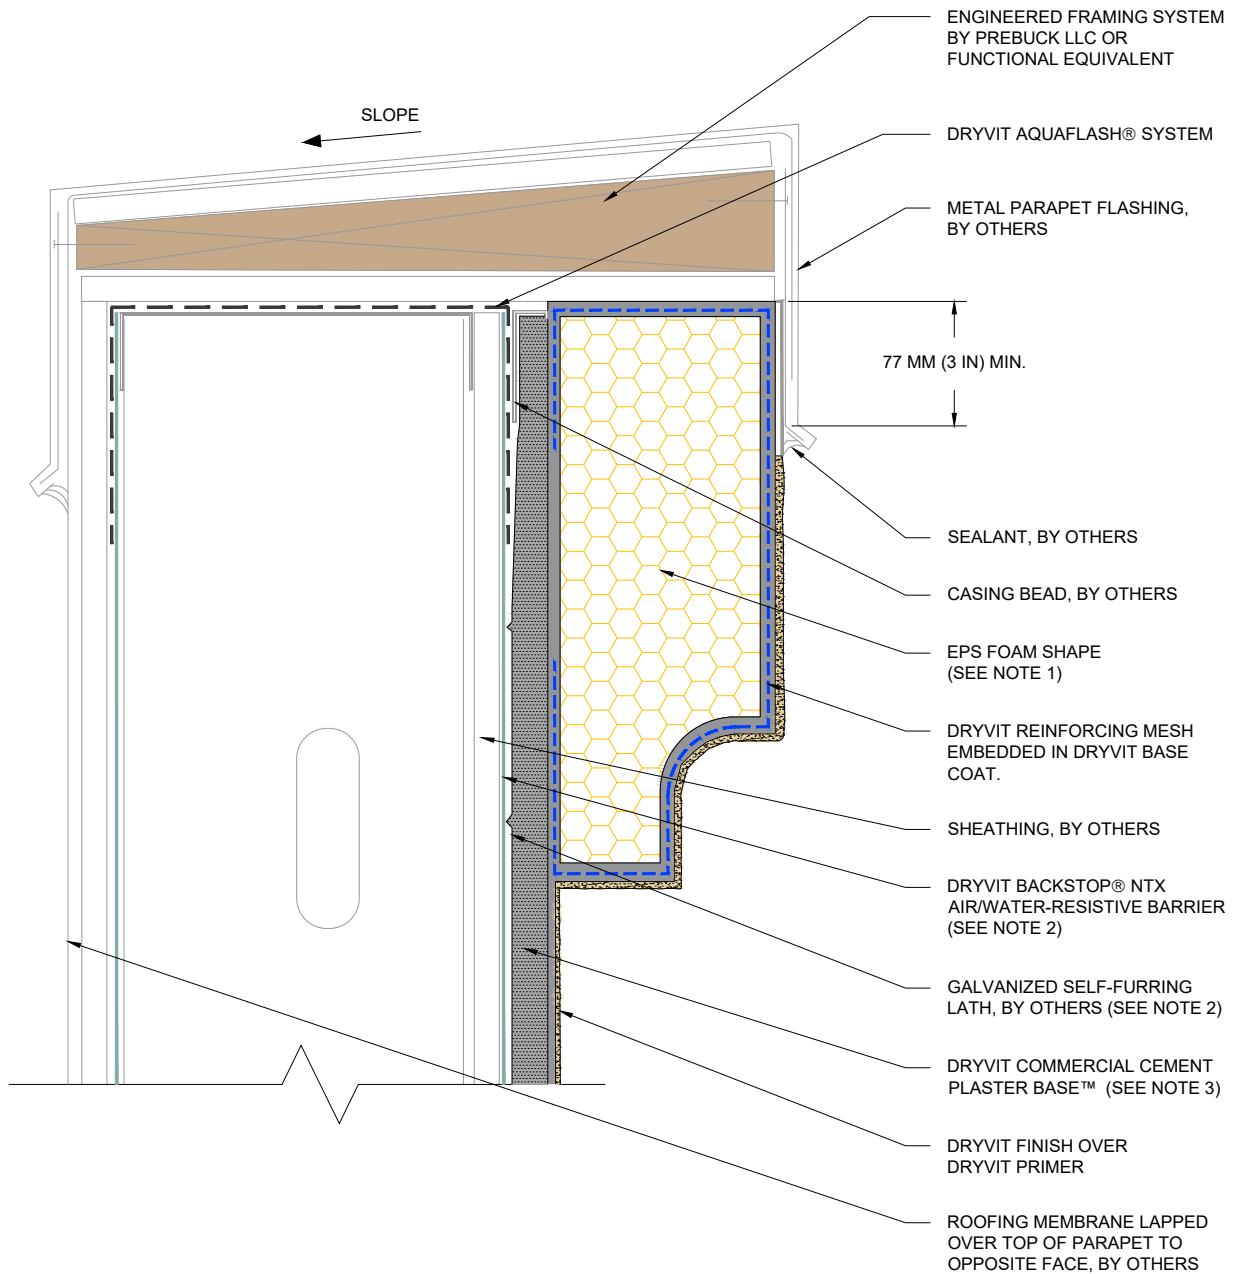 ENGINEERED FRAMING SYSTEM
BY PREBUCK LLC OR
FUNCTIONAL EQUIVALENT
SLOPE
DRYVIT AQUAFLASH® SYSTEM
METAL PARAPET FLASHING,
BY OTHERS
77 MM (3 IN) MIN.
SEALANT, BY OTHERS
CASING BEAD, BY OTHERS
EPS FOAM SHAPE
(SEE NOTE 1)
DRYVIT REINFORCING MESH
EMBEDDED IN DRYVIT BASE
COAT.
SHEATHING, BY OTHERS
DRYVIT BACKSTOP® NTX
AIR/WATER-RESISTIVE BARRIER
(SEE NOTE 2)
GALVANIZED SELF-FURRING
LATH, BY OTHERS (SEE NOTE 2)
DRYVIT COMMERCIAL CEMENT
PLASTER BASE™ (SEE NOTE 3)
DRYVIT FINISH OVER
DRYVIT PRIMER
ROOFING MEMBRANE LAPPED
OVER TOP OF PARAPET TO
OPPOSITE FACE, BY OTHERS